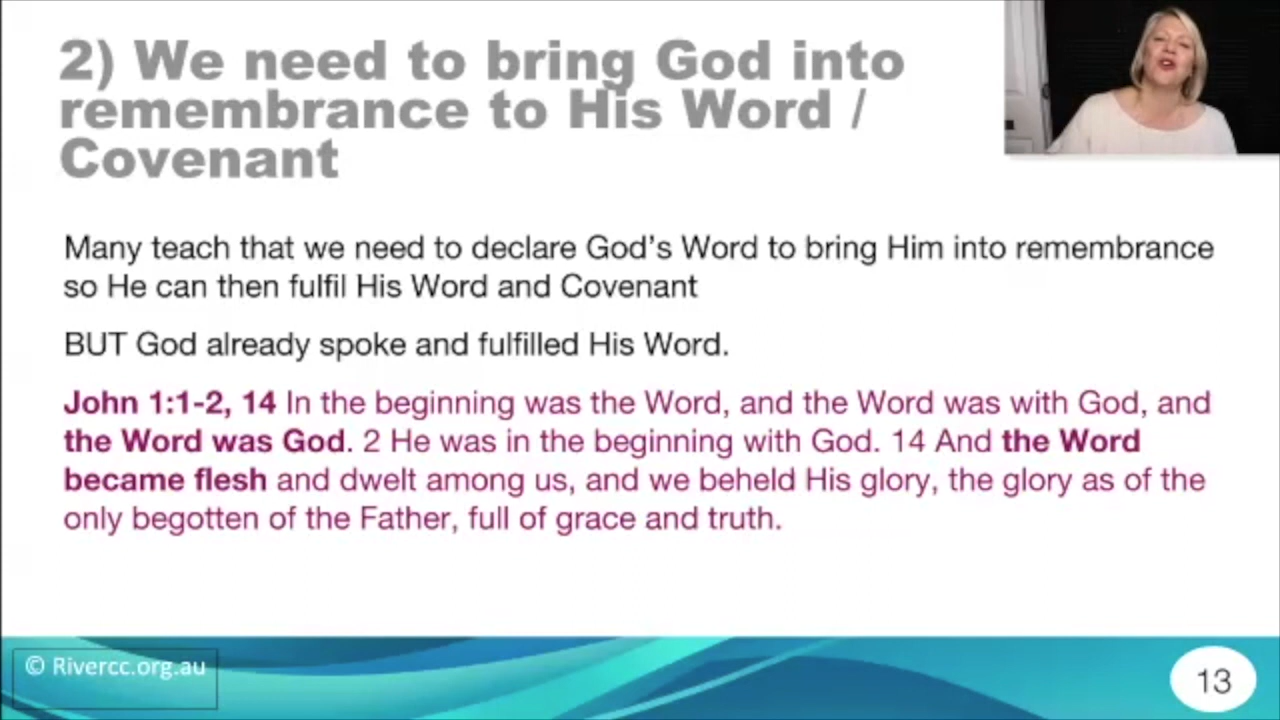 2) We need to bring God into
remembrance to His Word /
Covenant
Many teach that we need to declare God's Word to bring Him into remembrance
so He can then fulfil His Word and Covenant
BUT God already spoke and fulfilled His Word.
John 1:1-2, 14 In the beginning was the Word, and the Word was with God, and
the Word was God. 2 He was in the beginning with God. 14 And the Word
became flesh and dwelt among us, and we beheld His glory, the glory as of the
only begotten of the Father, full of grace and truth.
© Rivercc.org.au
13